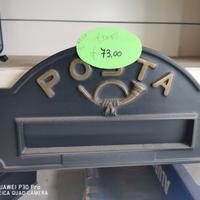 € 73,00
POSTA
HUAWEI P30 Pro
LEICA QUAD CAMERA